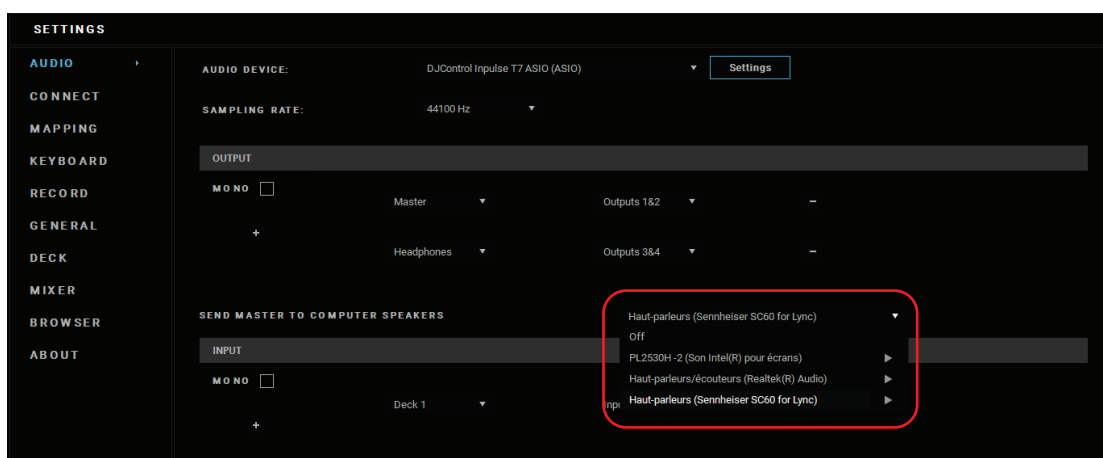 SETTINGS
AUDIO
CONNECT
MAPPING
KEYBOARD
RECORD
GENERAL
DECK
MIXER
BROWSER
ABOUT
AUDIO DEVICE: DJControl Inpulse T7 ASIO (ASIO) Settings
SAMPLING RATE: 44100 Hz
OUTPUT
MONO
Master Outputs 1&2 –
+
Headphones Outputs 3&4 –
SEND MASTER TO COMPUTER SPEAKERS Haut-parleurs (Sennheiser SC60 for Lync)
Off
INPUT
PL2530H -2 (Son Intel(R) pour écrans)
MONO
Haut-parleurs/écouteurs (Realtek(R) Audio)
Deck 1
Haut-parleurs (Sennheiser SC60 for Lync)
+